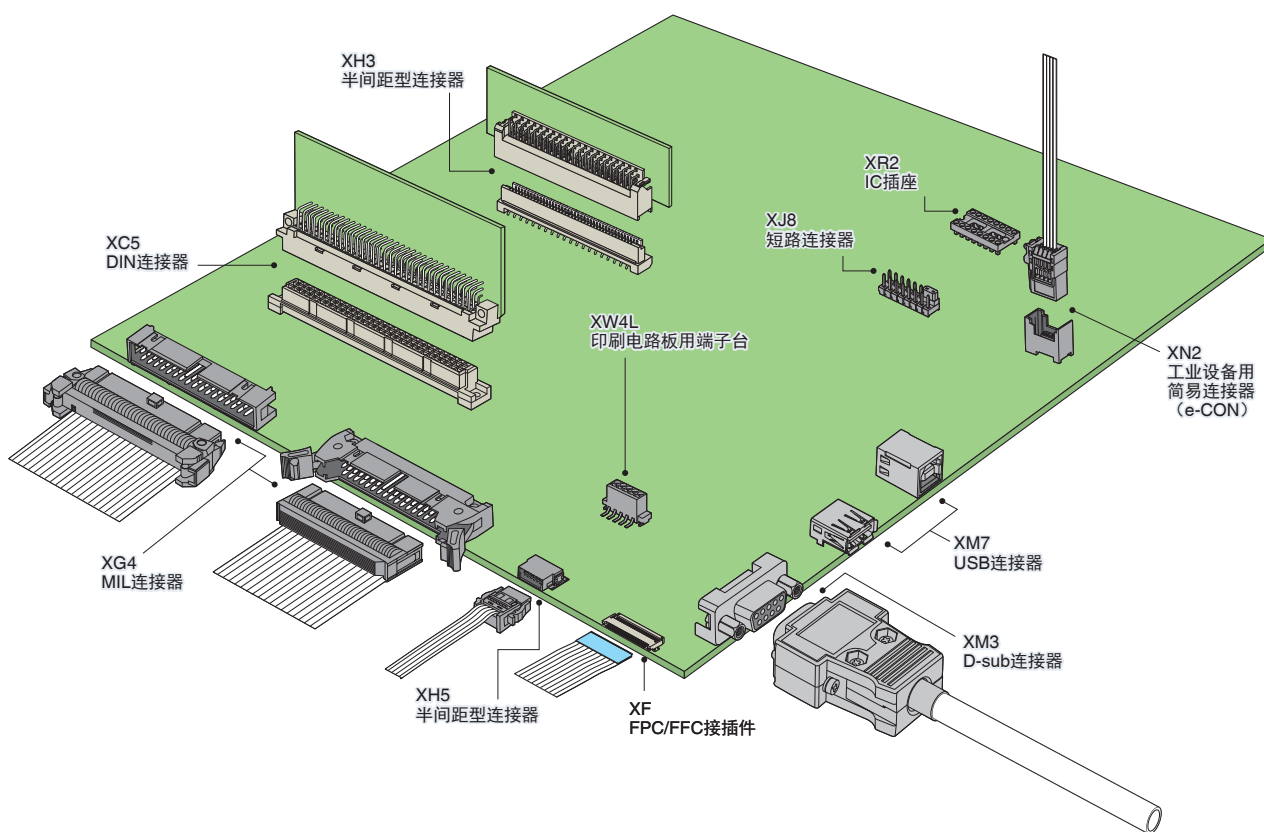 XH3
半间距型连接器
XR2
IC插座
XJ8
短路连接器
XC5
DIN连接器
XW4L
印刷电路板用端子台
XN2
工业设备用
简易连接器
（e-CON）
XG4
MIL连接器
XM7
USB连接器
XM3
D-sub连接器
XH5
半间距型连接器
XF
FPC/FFC接插件